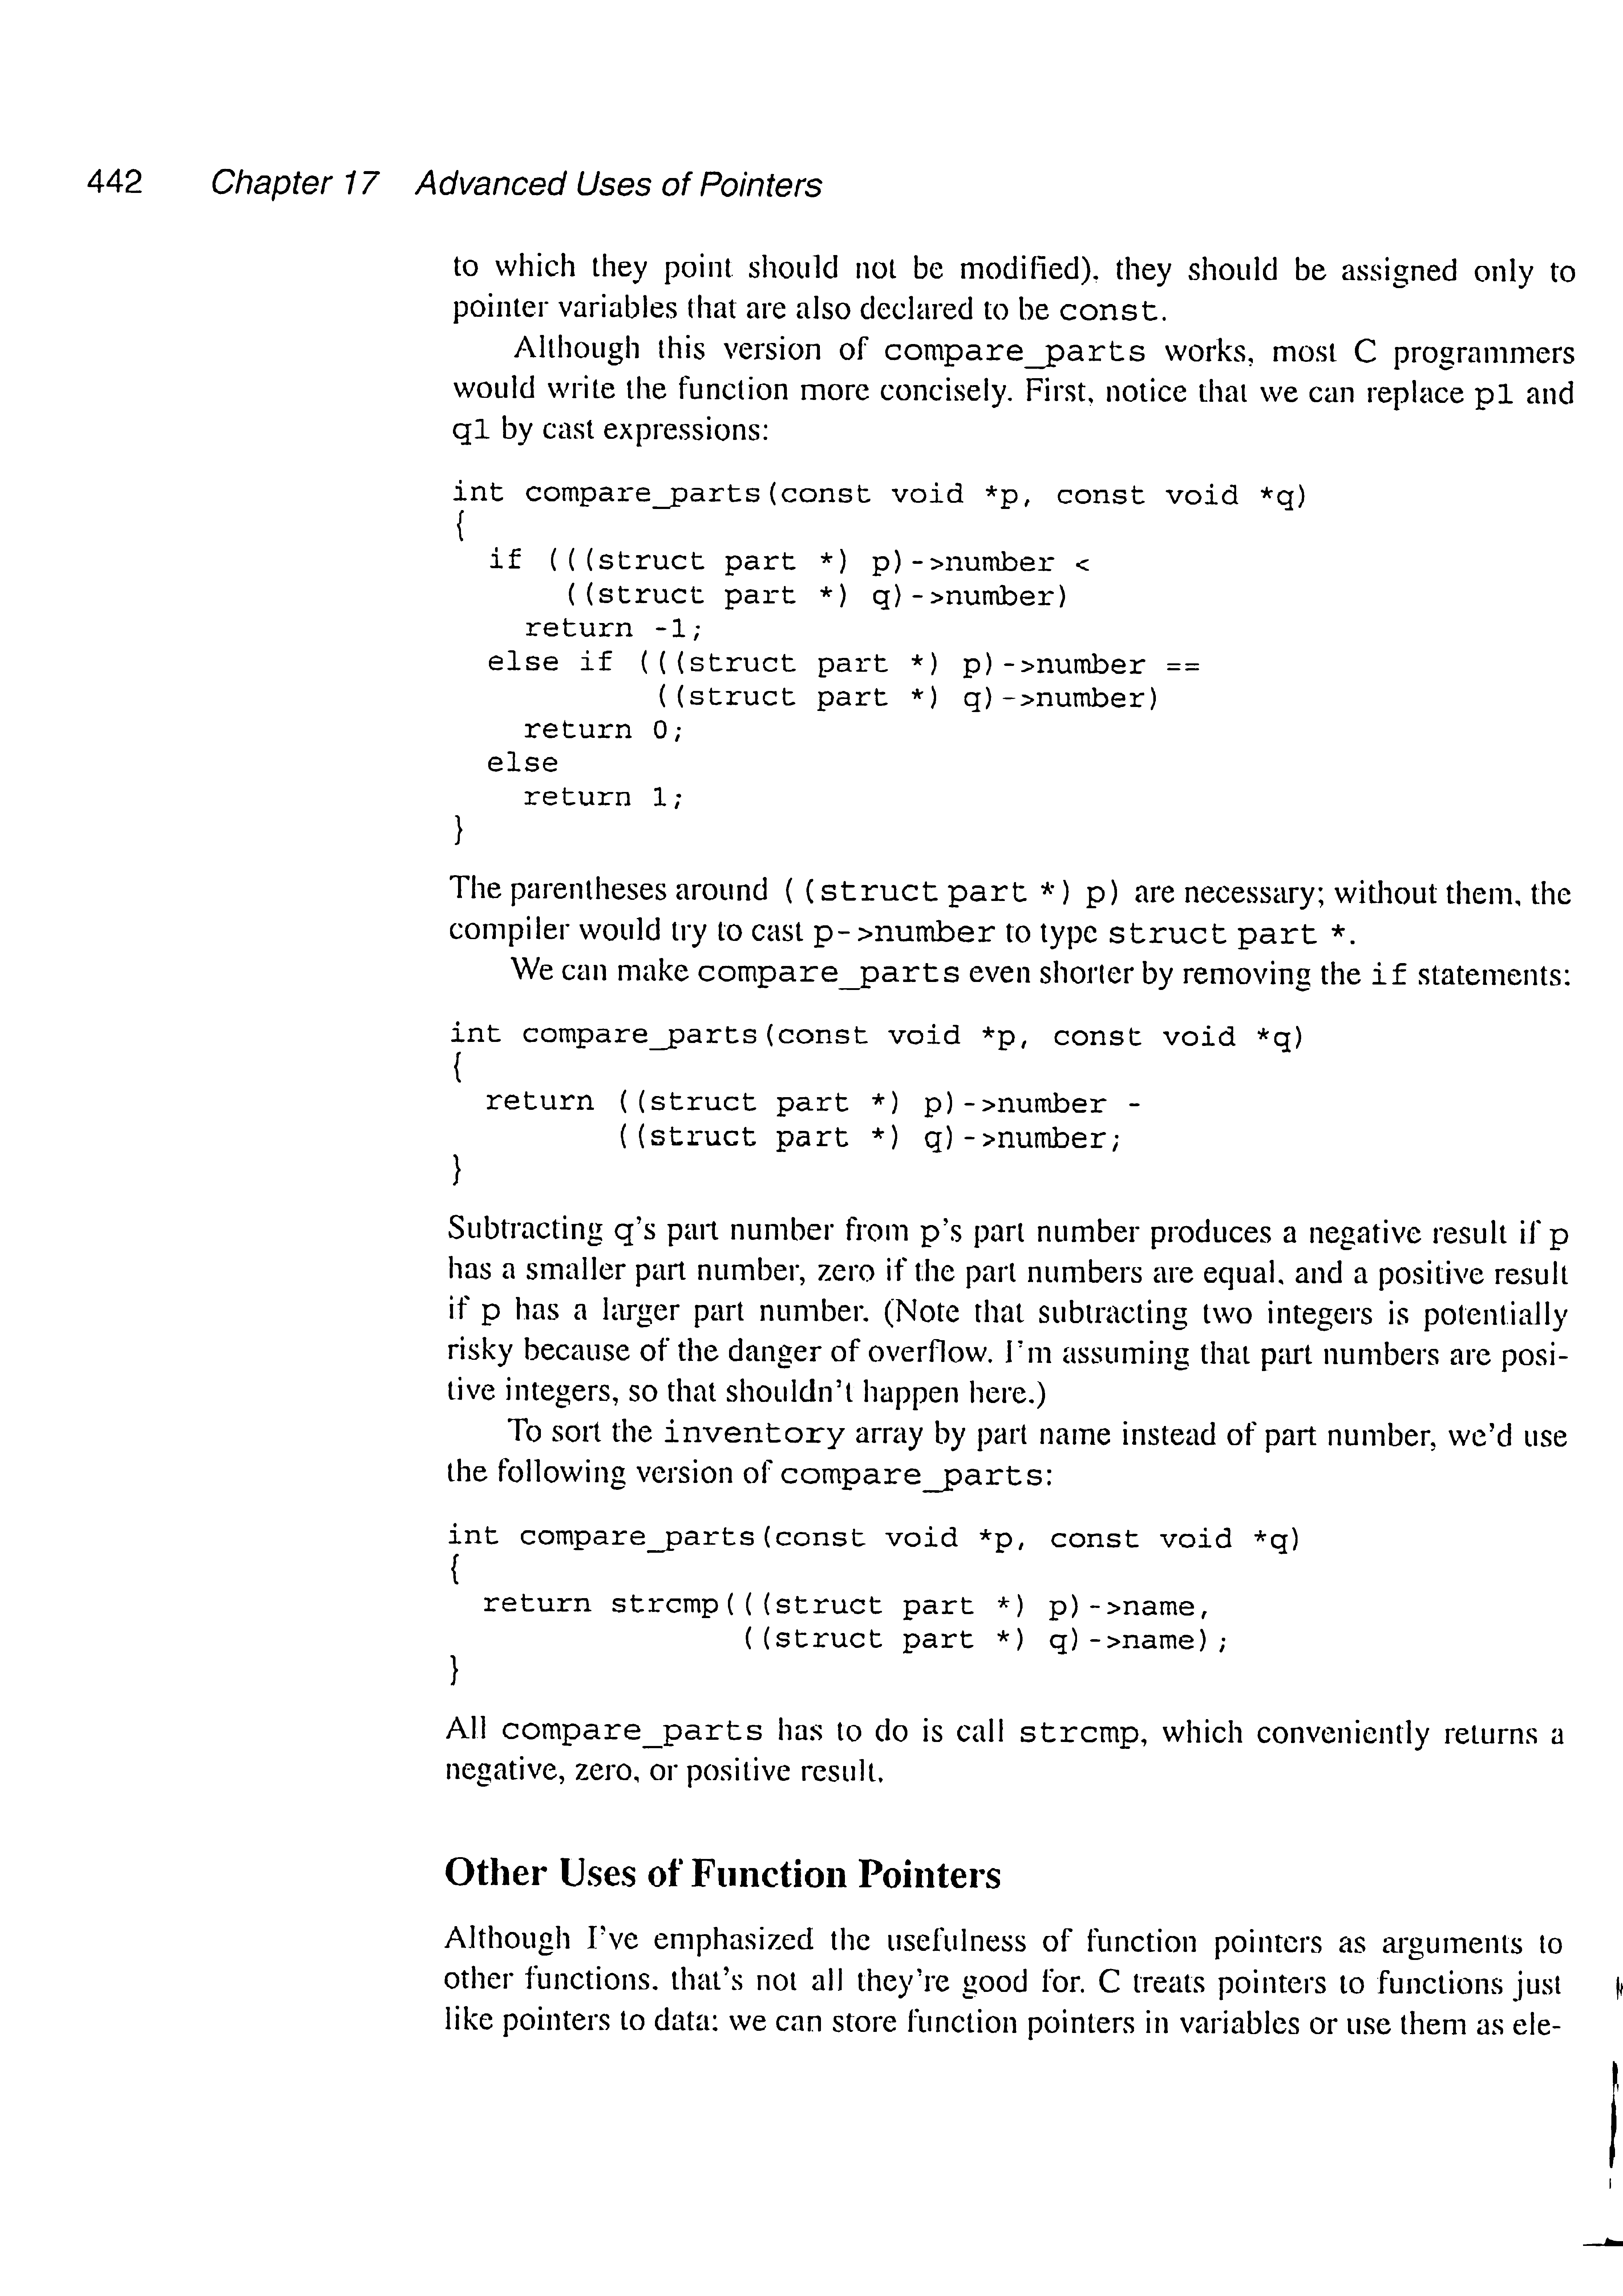 442 Chapter 17 Advanced Uses of Pointers
to which they point should not be modified), they should be assigned only to
pointer variables that are also declared to be const.
Although this version of compare_parts works, most C programmers
would write the function more concisely. First, notice that we can replace p1 and
q1 by cast expressions:
int compare_parts(const void *p, const void *q)
{
  if (((struct part *) p)->number <
      ((struct part *) q)->number)
    return -1;
  else if (((struct part *) p)->number ==
           ((struct part *) q)->number)
    return 0;
  else
    return 1;
}
The parentheses around ((struct part *) p) are necessary; without them, the
compiler would try to cast p->number to type struct part *.
We can make compare_parts even shorter by removing the if statements:
int compare_parts(const void *p, const void *q)
{
  return ((struct part *) p)->number -
         ((struct part *) q)->number;
}
Subtracting q's part number from p's part number produces a negative result if p
has a smaller part number, zero if the part numbers are equal, and a positive result
if p has a larger part number. (Note that subtracting two integers is potentially
risky because of the danger of overflow. I'm assuming that part numbers are posi-
tive integers, so that shouldn't happen here.)
To sort the inventory array by part name instead of part number, we'd use
the following version of compare_parts:
int compare_parts(const void *p, const void *q)
{
  return strcmp(((struct part *) p)->name,
                ((struct part *) q)->name);
}
All compare_parts has to do is call strcmp, which conveniently returns a
negative, zero, or positive result.
Other Uses of Function Pointers
Although I've emphasized the usefulness of function pointers as arguments to
other functions, that's not all they're good for. C treats pointers to functions just
like pointers to data; we can store function pointers in variables or use them as ele-